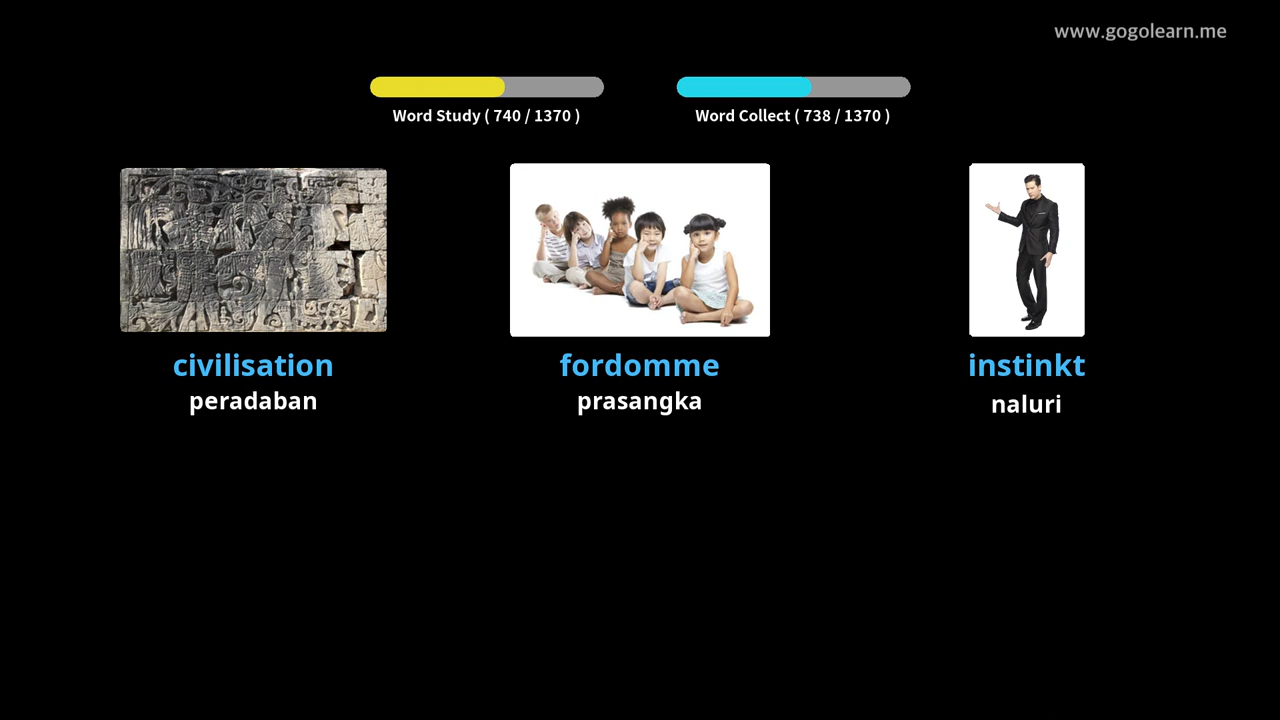 www.gogolearn.me
Word Study ( 740 / 1370 )
Word Collect ( 738 / 1370 )
civilisation
peradaban
fordomme
prasangka
instinkt
naluri